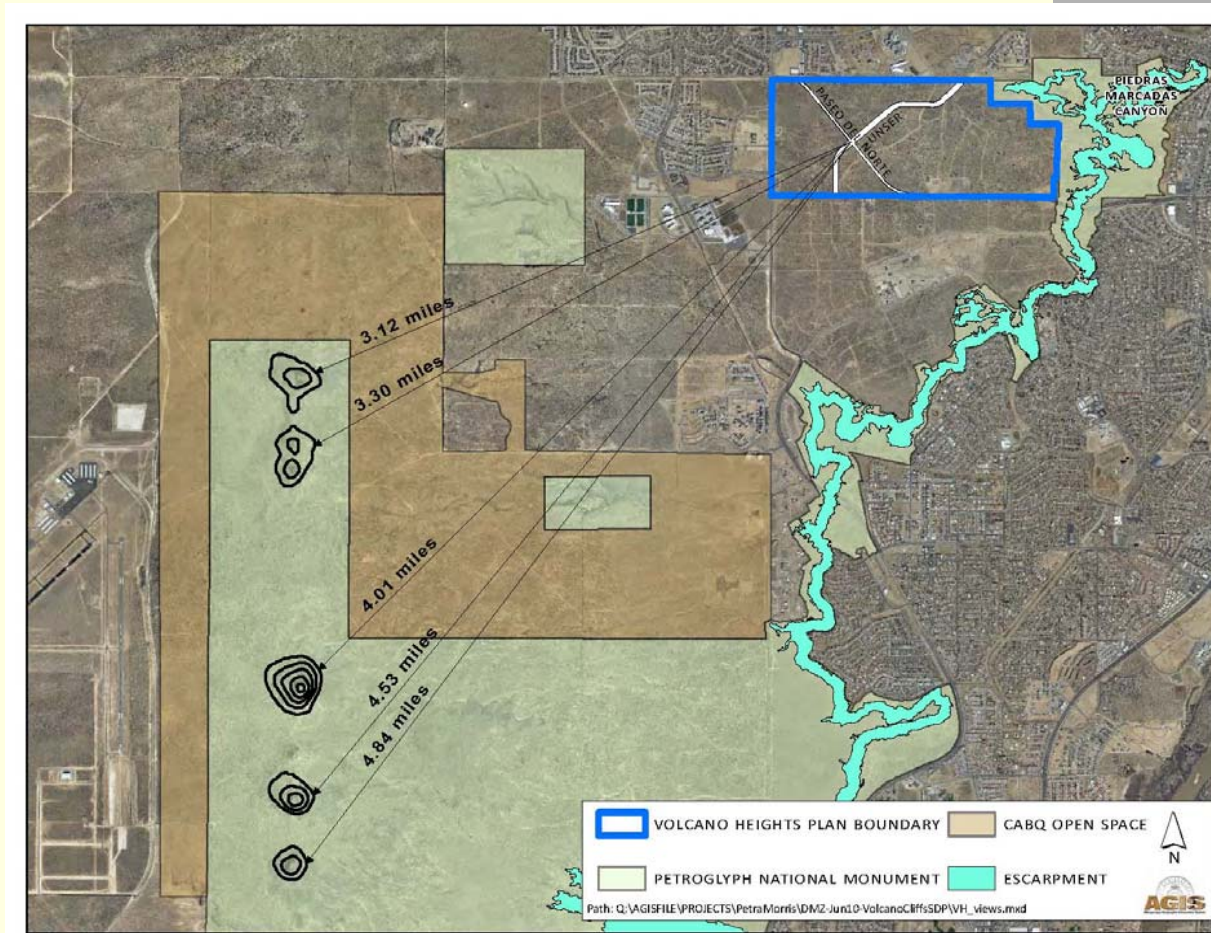 PIEDRAS
MARCADAS
CANYON
PASEO DEL NORTE
UNSER
3.12 miles
3.30 miles
4.01 miles
4.53 miles
4.84 miles
VOLCANO HEIGHTS PLAN BOUNDARY
CABQ OPEN SPACE
N
PETROGLYPH NATIONAL MONUMENT
ESCARPMENT
Path: Q:\AGISFILE\PROJECTS\PetraMorris\DMZ-Jun10-VolcanoCliffsSDP\VH_views.mxd
AGIS